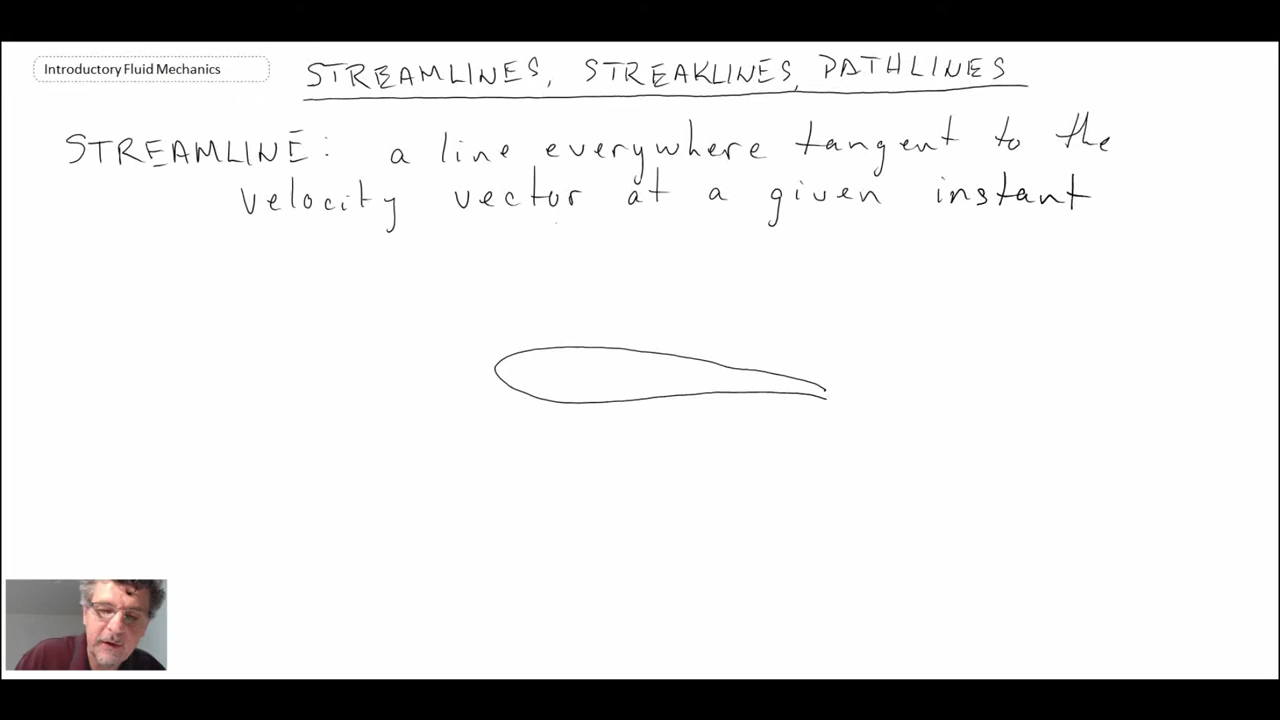 Introductory Fluid Mechanics
STREAMLINES, STREAKLINES, PATHLINES
STREAMLINE: a line everywhere tangent to the
velocity vector at a given instant